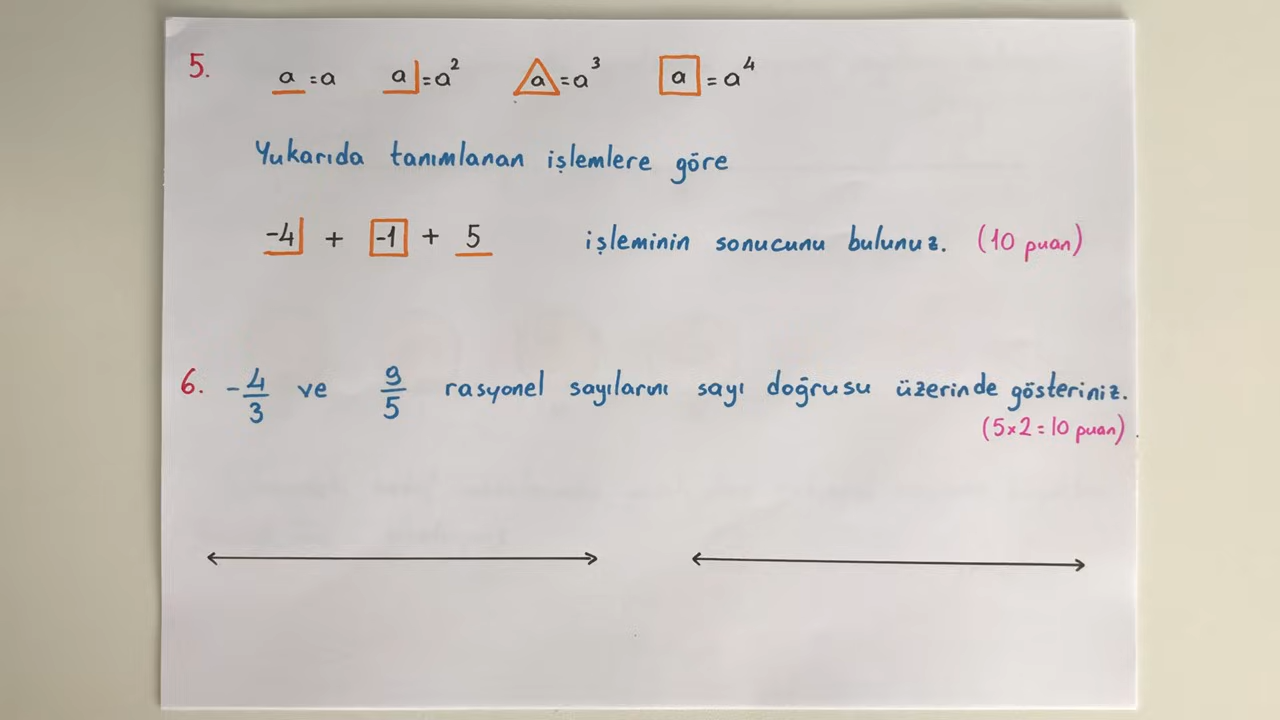 5. a = a a = a² a = a³ a = a⁴
Yukarıda tanımlanan işlemlere göre
-4 + -1 + 5 işleminin sonucunu bulunuz. (10 puan)
6. -4/3 ve 9/5 rasyonel sayılarını sayı doğrusu üzerinde gösteriniz.
(5x2=10 puan)